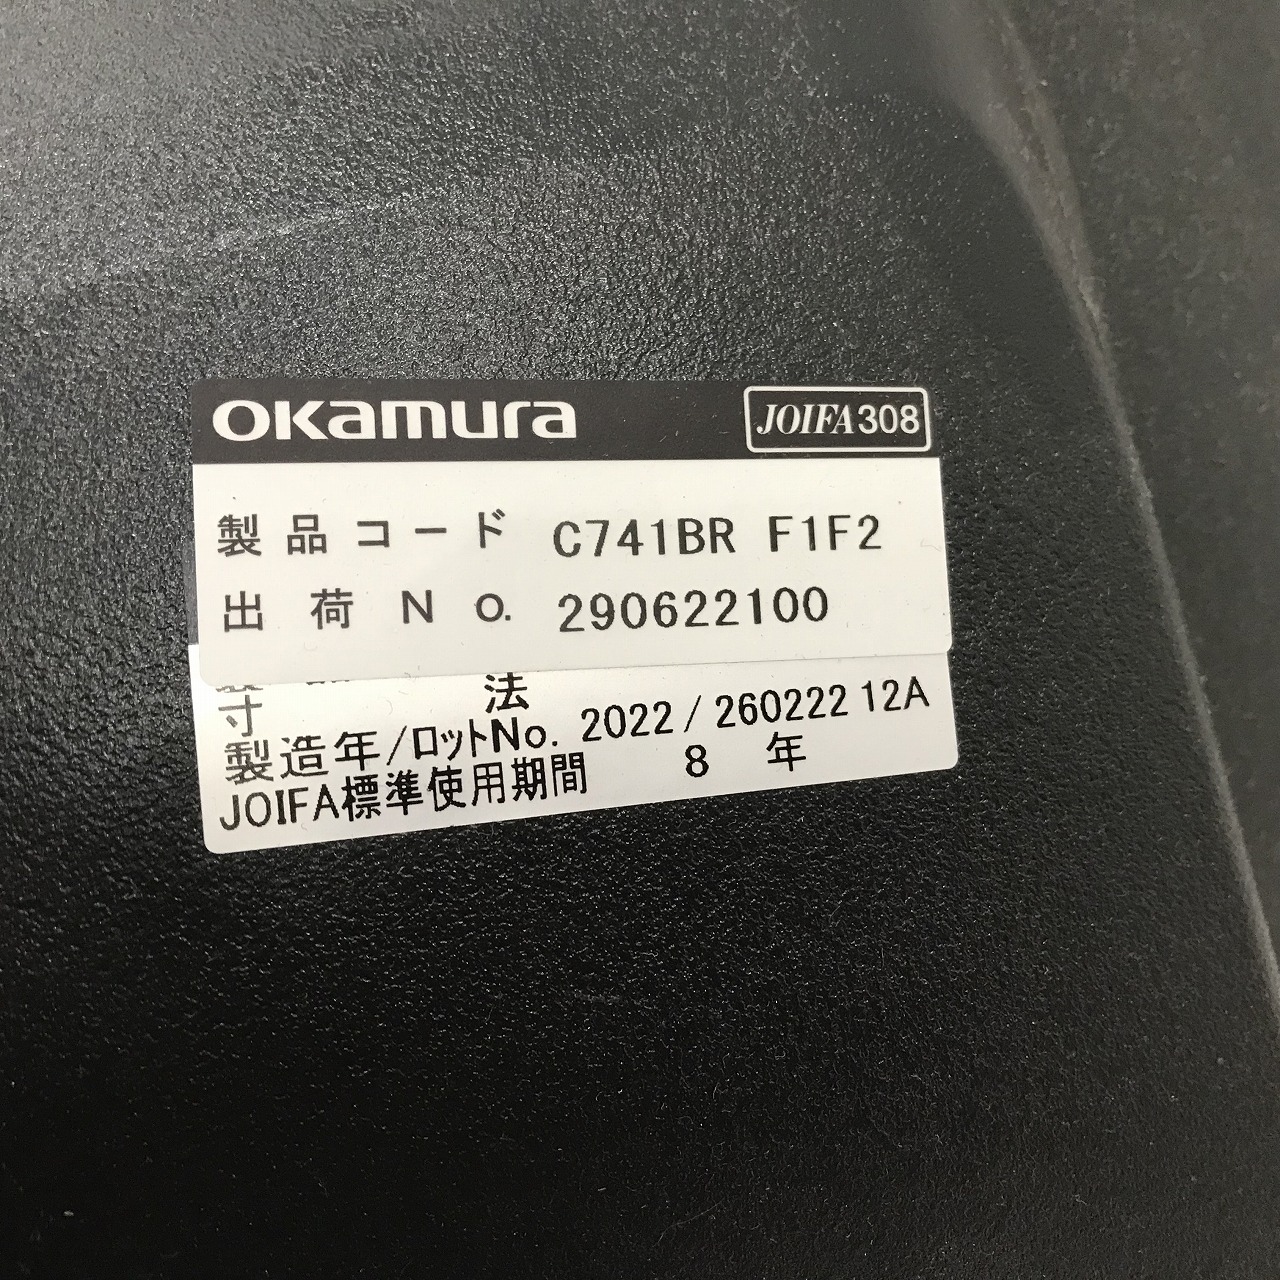 OKamura JOIFA308
製品コード C741BR F1F2
出荷No. 290622100
寸 法
製造年/ロットNo. 2022 / 260222 12A
JOIFA標準使用期間 8 年